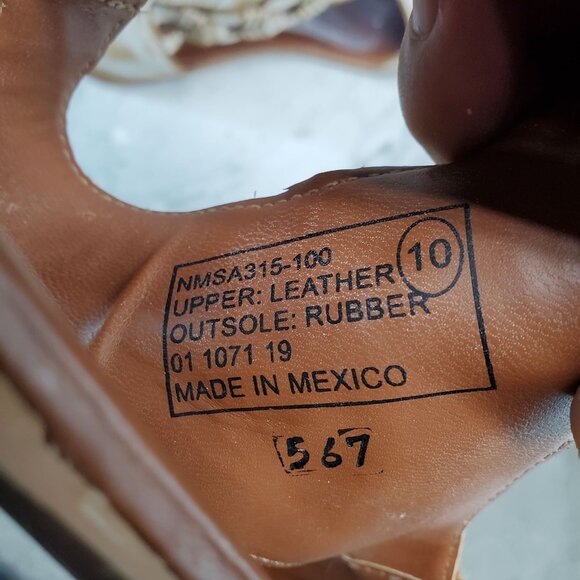 NMSA315-100
UPPER: LEATHER
10
OUTSOLE: RUBBER
01 1071 19
MADE IN MEXICO
567